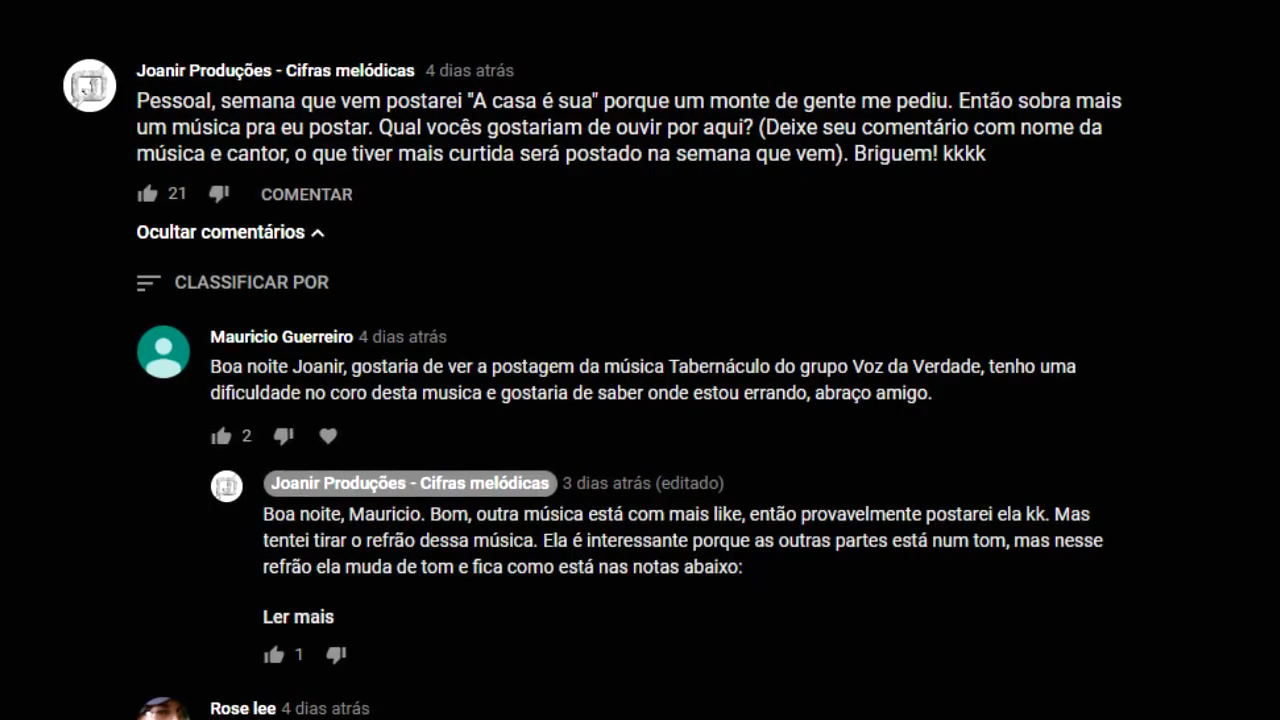 Joanir Produções - Cifras melódicas 4 dias atrás
Pessoal, semana que vem postarei "A casa é sua" porque um monte de gente me pediu. Então sobra mais
um música pra eu postar. Qual vocês gostariam de ouvir por aqui? (Deixe seu comentário com nome da
música e cantor, o que tiver mais curtida será postado na semana que vem). Briguem! kkkk
21 COMENTAR
Ocultar comentários
CLASSIFICAR POR
Mauricio Guerreiro 4 dias atrás
Boa noite Joanir, gostaria de ver a postagem da música Tabernáculo do grupo Voz da Verdade, tenho uma
dificuldade no coro desta musica e gostaria de saber onde estou errando, abraço amigo.
2
Joanir Produções - Cifras melódicas 3 dias atrás (editado)
Boa noite, Mauricio. Bom, outra música está com mais like, então provavelmente postarei ela kk. Mas
tentei tirar o refrão dessa música. Ela é interessante porque as outras partes está num tom, mas nesse
refrão ela muda de tom e fica como está nas notas abaixo:
Ler mais
1
Rose lee 4 dias atrás